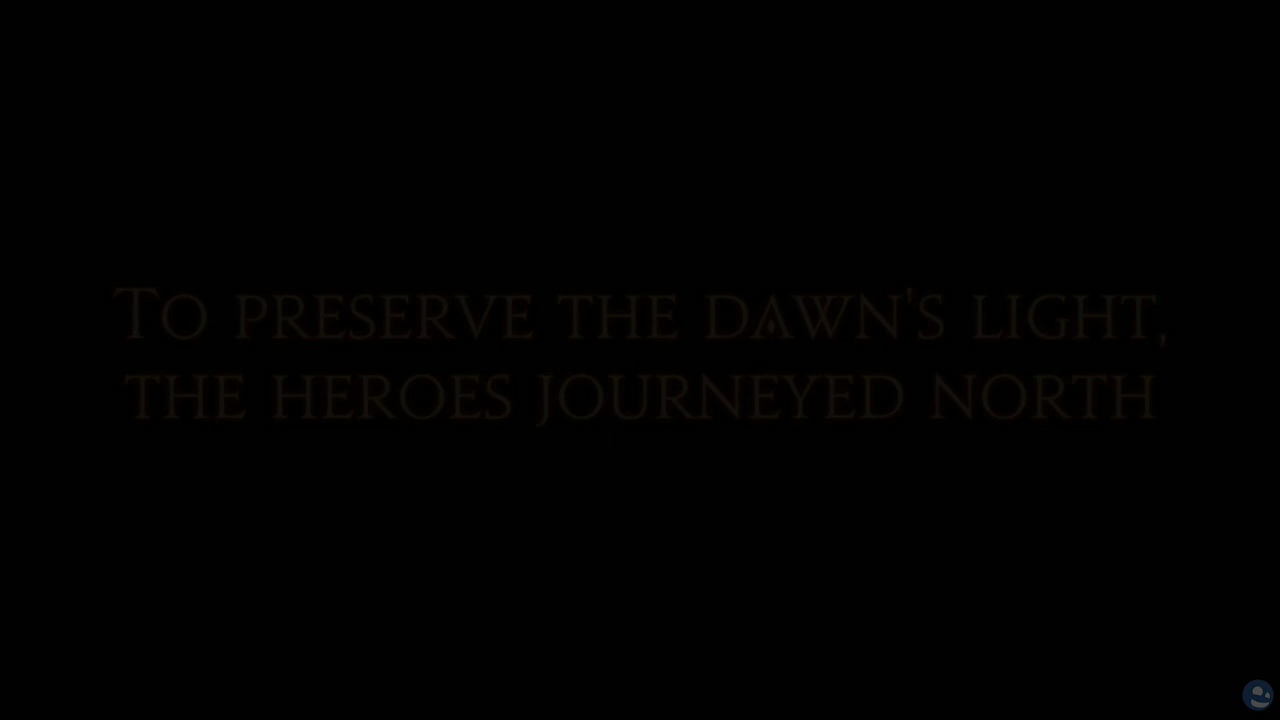 To preserve the dawn's light,
the heroes journeyed north